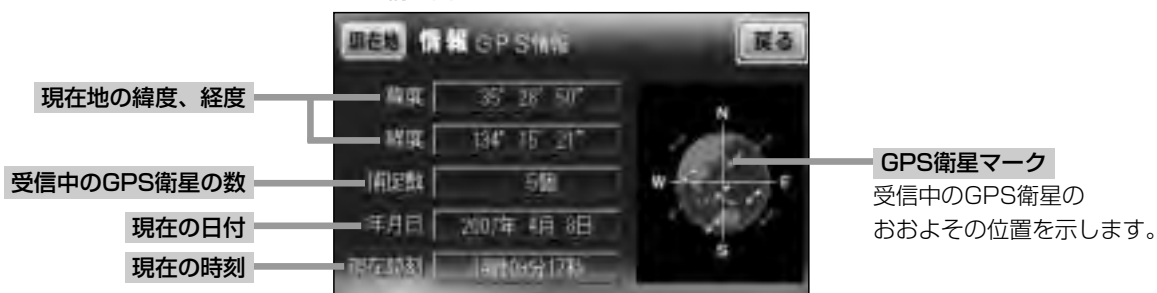 現在地 情報 GPS情報 戻る
現在地の緯度、経度
緯度 35° 28' 50"
経度 134° 15' 21"
受信中のGPS衛星の数
捕捉数 5個
現在の日付
年月日 2007年 4月 8日
現在の時刻
現在時刻
N
W
E
S
GPS衛星マーク
受信中のGPS衛星の
おおよその位置を示します。